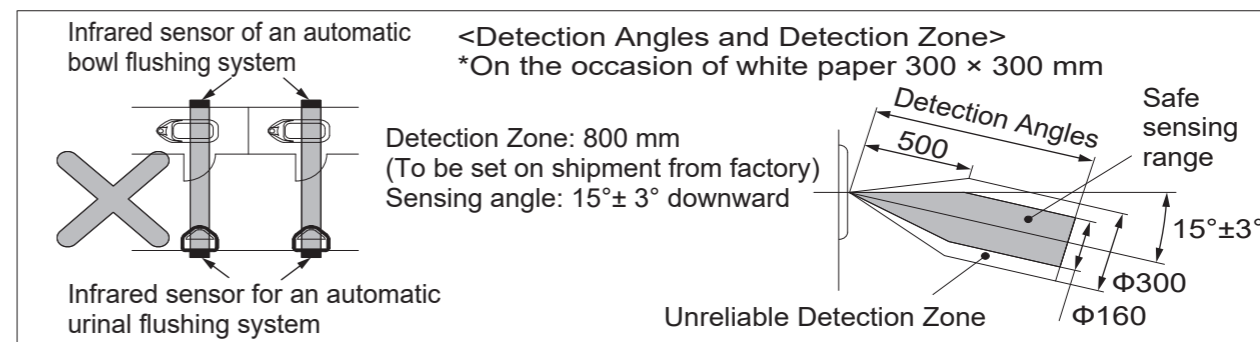 Infrared sensor of an automatic
bowl flushing system
<Detection Angles and Detection Zone>
*On the occasion of white paper 300 × 300 mm
Detection Zone: 800 mm
(To be set on shipment from factory)
Sensing angle: 15°± 3° downward
Infrared sensor for an automatic
urinal flushing system
Detection Angles
500
Safe
sensing
range
15°±3°
Φ300
Φ160
Unreliable Detection Zone